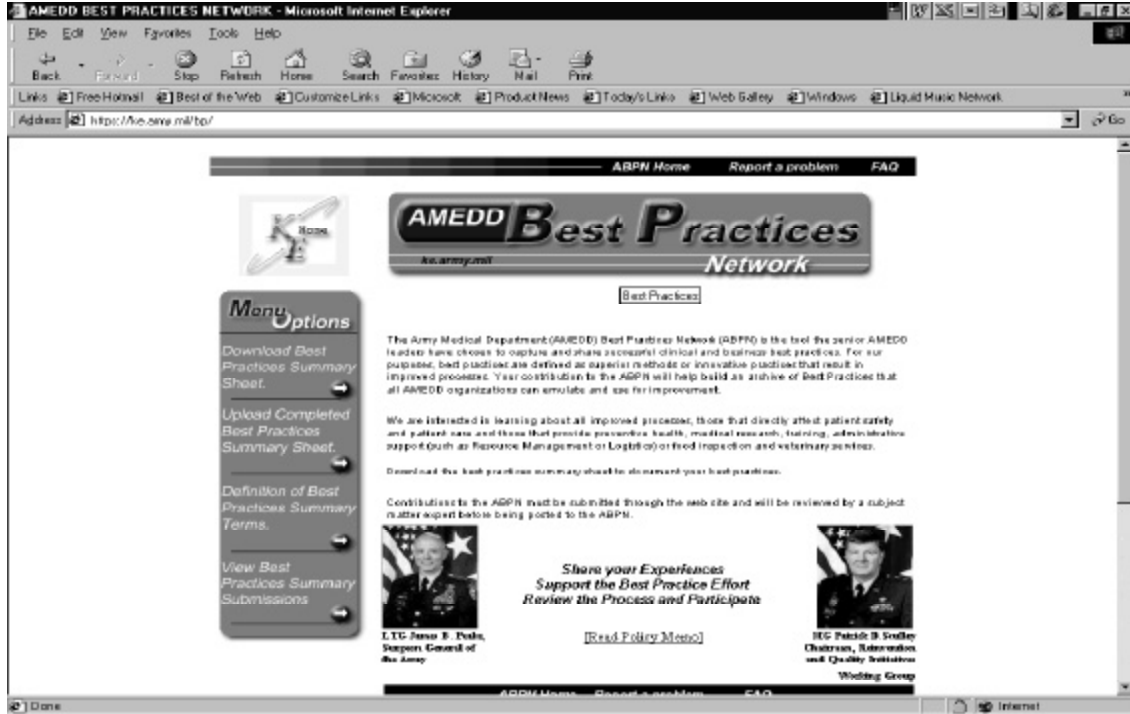 AMEDD BEST PRACTICES NETWORK - Microsoft Internet Explorer
File Edit View Favorites Tools Help
Back Forward Stop Refresh Home Search Favorites History Mail Print
Links Free Hotmail Best of the Web Customize Links Microsoft Product News Today's Links Web Gallery Windows Liquid Music Network
Address https://ke.army.mil/bp/ Go
ABPN Home Report a problem FAQ
KE Home
AMEDD Best Practices
ke.army.mil Network
Best Practices
Menu Options
Download Best
Practices Summary
Sheet.
Upload Completed
Best Practices
Summary Sheet.
Definition of Best
Practices Summary
Terms.
View Best
Practices Summary
Submissions
The Army Medical Department (AMEDD) Best Practices Network (ABPN) is the tool the senior AMEDD
leaders have chosen to capture and share successful clinical and business best practices. For our
purposes, best practices are defined as superior methods or innovative practices that result in
improved processes. Your contribution to the ABPN will help build an archive of Best Practices that
all AMEDD organizations can emulate and use for improvement.
We are interested in learning about all improved processes, those that directly affect patient safety
and patient care and those that provide preventive health, medical research, training, administrative
support (such as Resource Management or Logistics) or food inspection and veterinary services.
Download the best practices summary sheet to document your best practices.
Contributions to the ABPN must be submitted through the web site and will be reviewed by a subject
matter expert before being posted to the ABPN.
Share your Experiences
Support the Best Practice Effort
Review the Process and Participate
[Read Policy Memo]
LTG James B. Peake,
Surgeon General of
the Army
Patrick D. Sculley
Chairman, Reinvention
and Quality Initiatives
Working Group
ABPN Home Report a problem FAQ
Done Internet